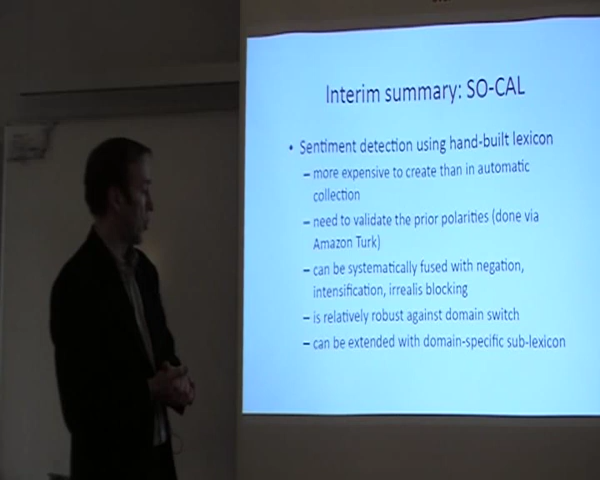 Interim summary: SO-CAL
• Sentiment detection using hand-built lexicon
– more expensive to create than in automatic
collection
– need to validate the prior polarities (done via
Amazon Turk)
– can be systematically fused with negation,
intensification, irrealis blocking
– is relatively robust against domain switch
– can be extended with domain-specific sub-lexicon